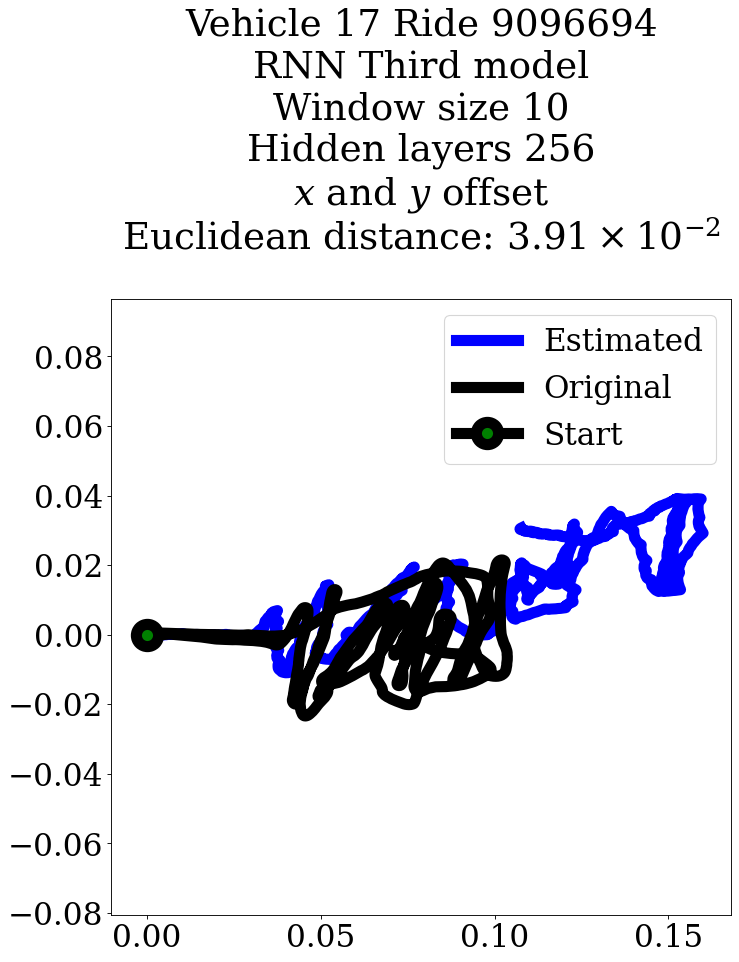 Vehicle 17 Ride 9096694
RNN Third model
Window size 10
Hidden layers 256
x and y offset
Euclidean distance: 3.91 × 10⁻²
Estimated
Original
Start
0.08
0.06
0.04
0.02
0.00
−0.02
−0.04
−0.06
−0.08
0.00 0.05 0.10 0.15